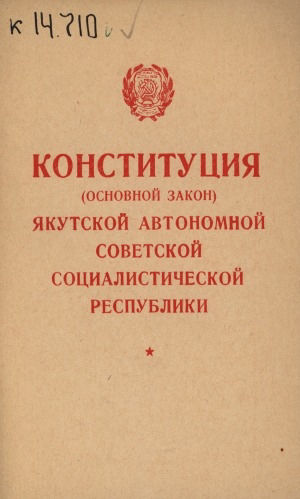 к 14.710
КОНСТИТУЦИЯ
(ОСНОВНОЙ ЗАКОН)
ЯКУТСКОЙ АВТОНОМНОЙ
СОВЕТСКОЙ
СОЦИАЛИСТИЧЕСКОЙ
РЕСПУБЛИКИ